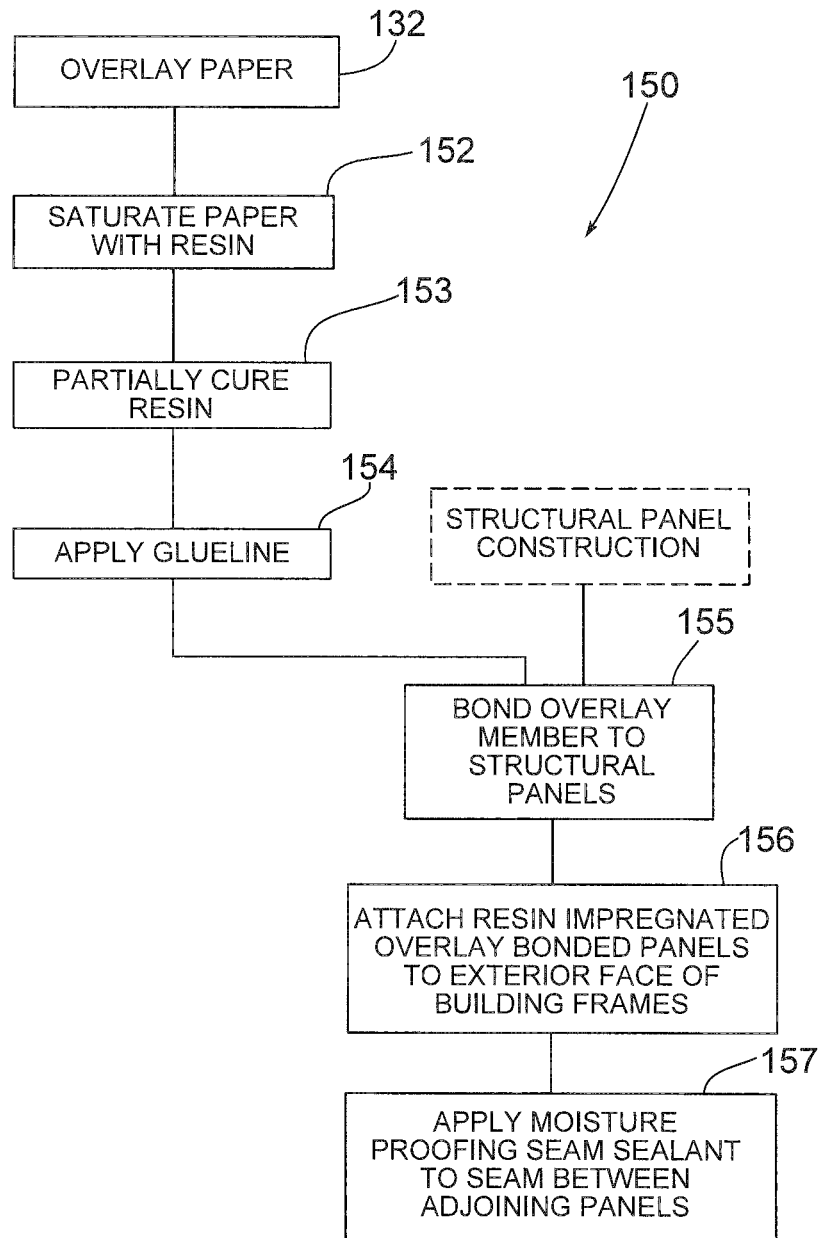 132
OVERLAY PAPER
150
152
SATURATE PAPER
WITH RESIN
153
PARTIALLY CURE
RESIN
154
APPLY GLUELINE
STRUCTURAL PANEL
CONSTRUCTION
155
BOND OVERLAY
MEMBER TO
STRUCTURAL
PANELS
156
ATTACH RESIN IMPREGNATED
OVERLAY BONDED PANELS
TO EXTERIOR FACE OF
BUILDING FRAMES
157
APPLY MOISTURE
PROOFING SEAM SEALANT
TO SEAM BETWEEN
ADJOINING PANELS